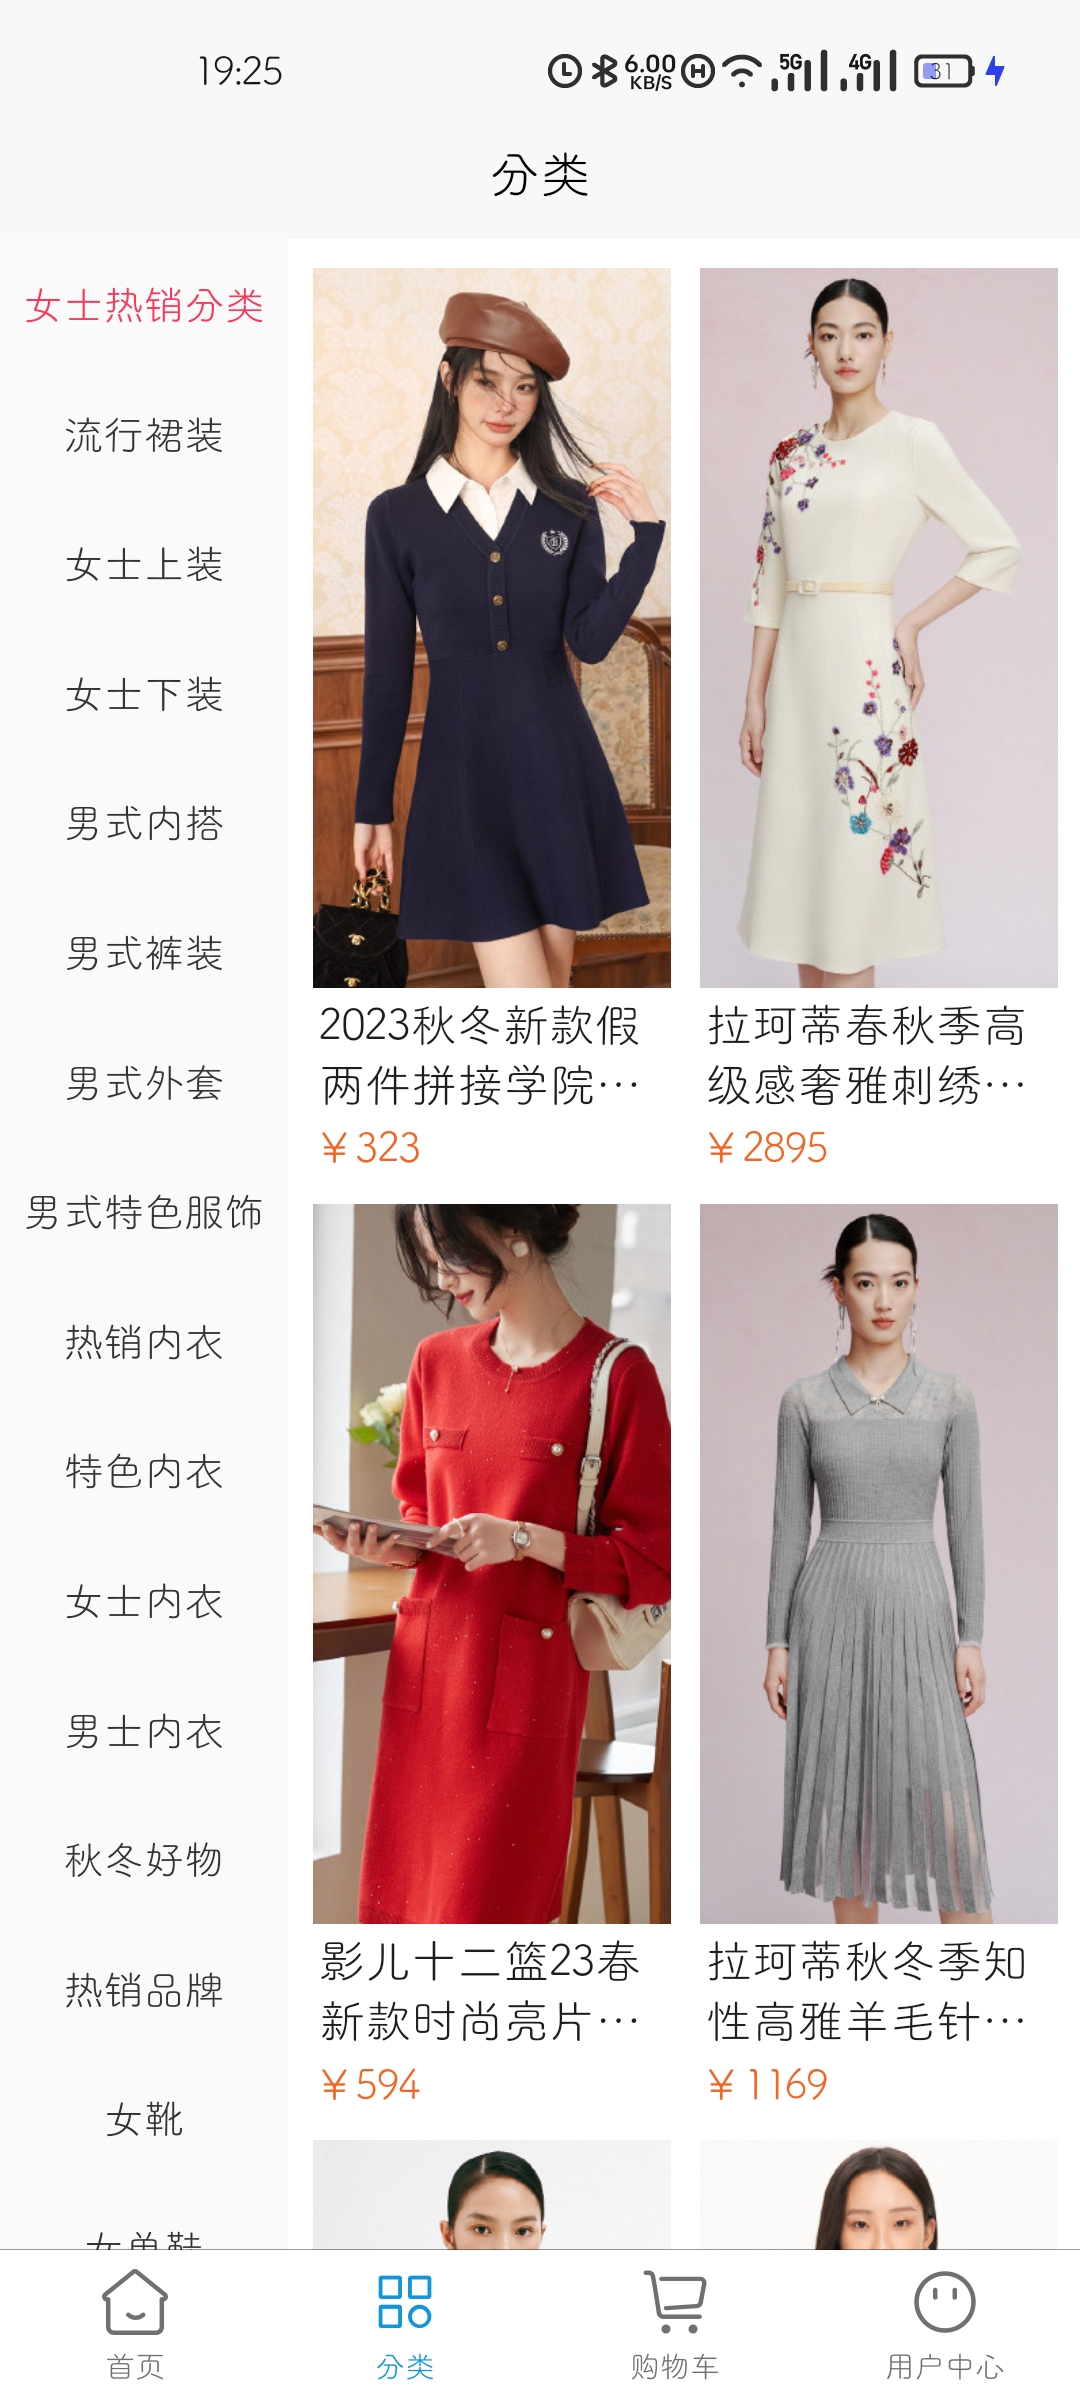 19:25
6.00
KB/S
5G
4G
31
分类
女士热销分类
流行裙装
女士上装
女士下装
男式内搭
男式裤装
男式外套
男式特色服饰
热销内衣
特色内衣
女士内衣
男士内衣
秋冬好物
热销品牌
女靴
女单鞋
2023秋冬新款假
两件拼接学院…
¥323
拉珂蒂春秋季高
级感奢雅刺绣…
¥2895
影儿十二篮23春
新款时尚亮片…
¥594
拉珂蒂秋冬季知
性高雅羊毛针…
¥1169
首页
分类
购物车
用户中心